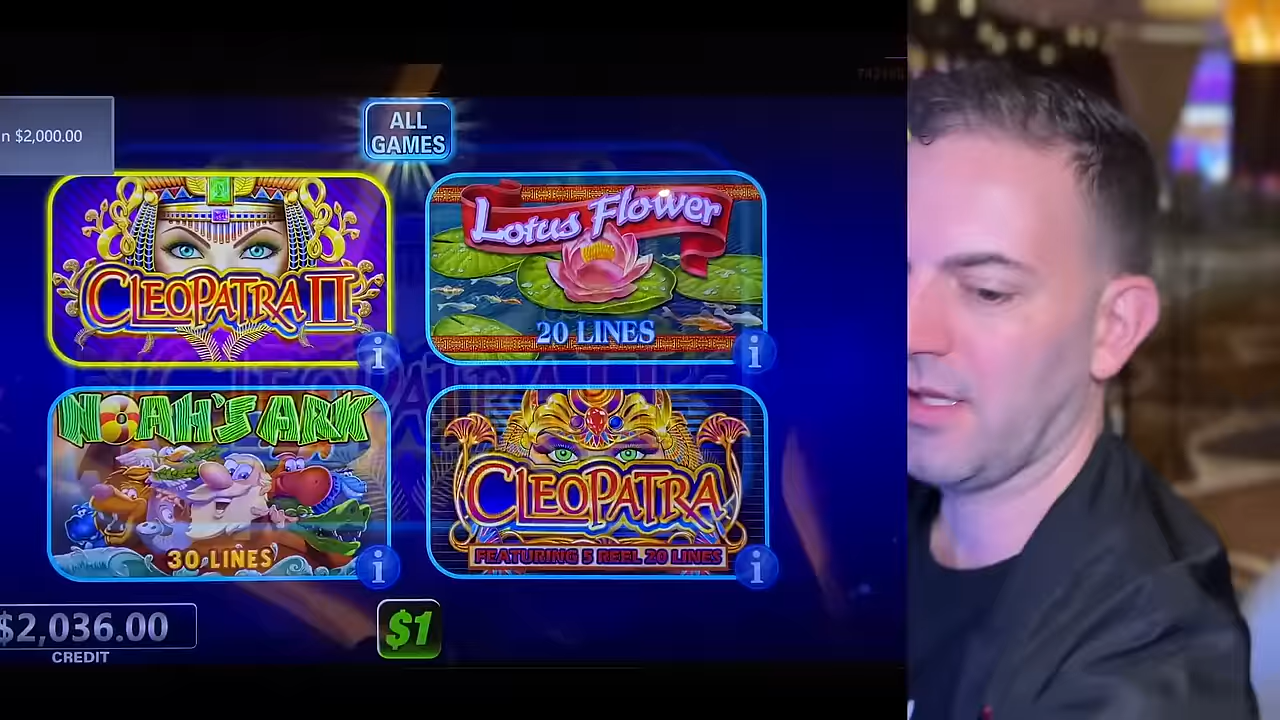 n $2,000.00
ALL
GAMES
CLEOPATRA II
i
Lotus Flower
20 LINES
i
NOAH'S ARK
30 LINES
i
CLEOPATRA
FEATURING 5 REEL 20 LINES
i
$2,036.00
CREDIT
$1